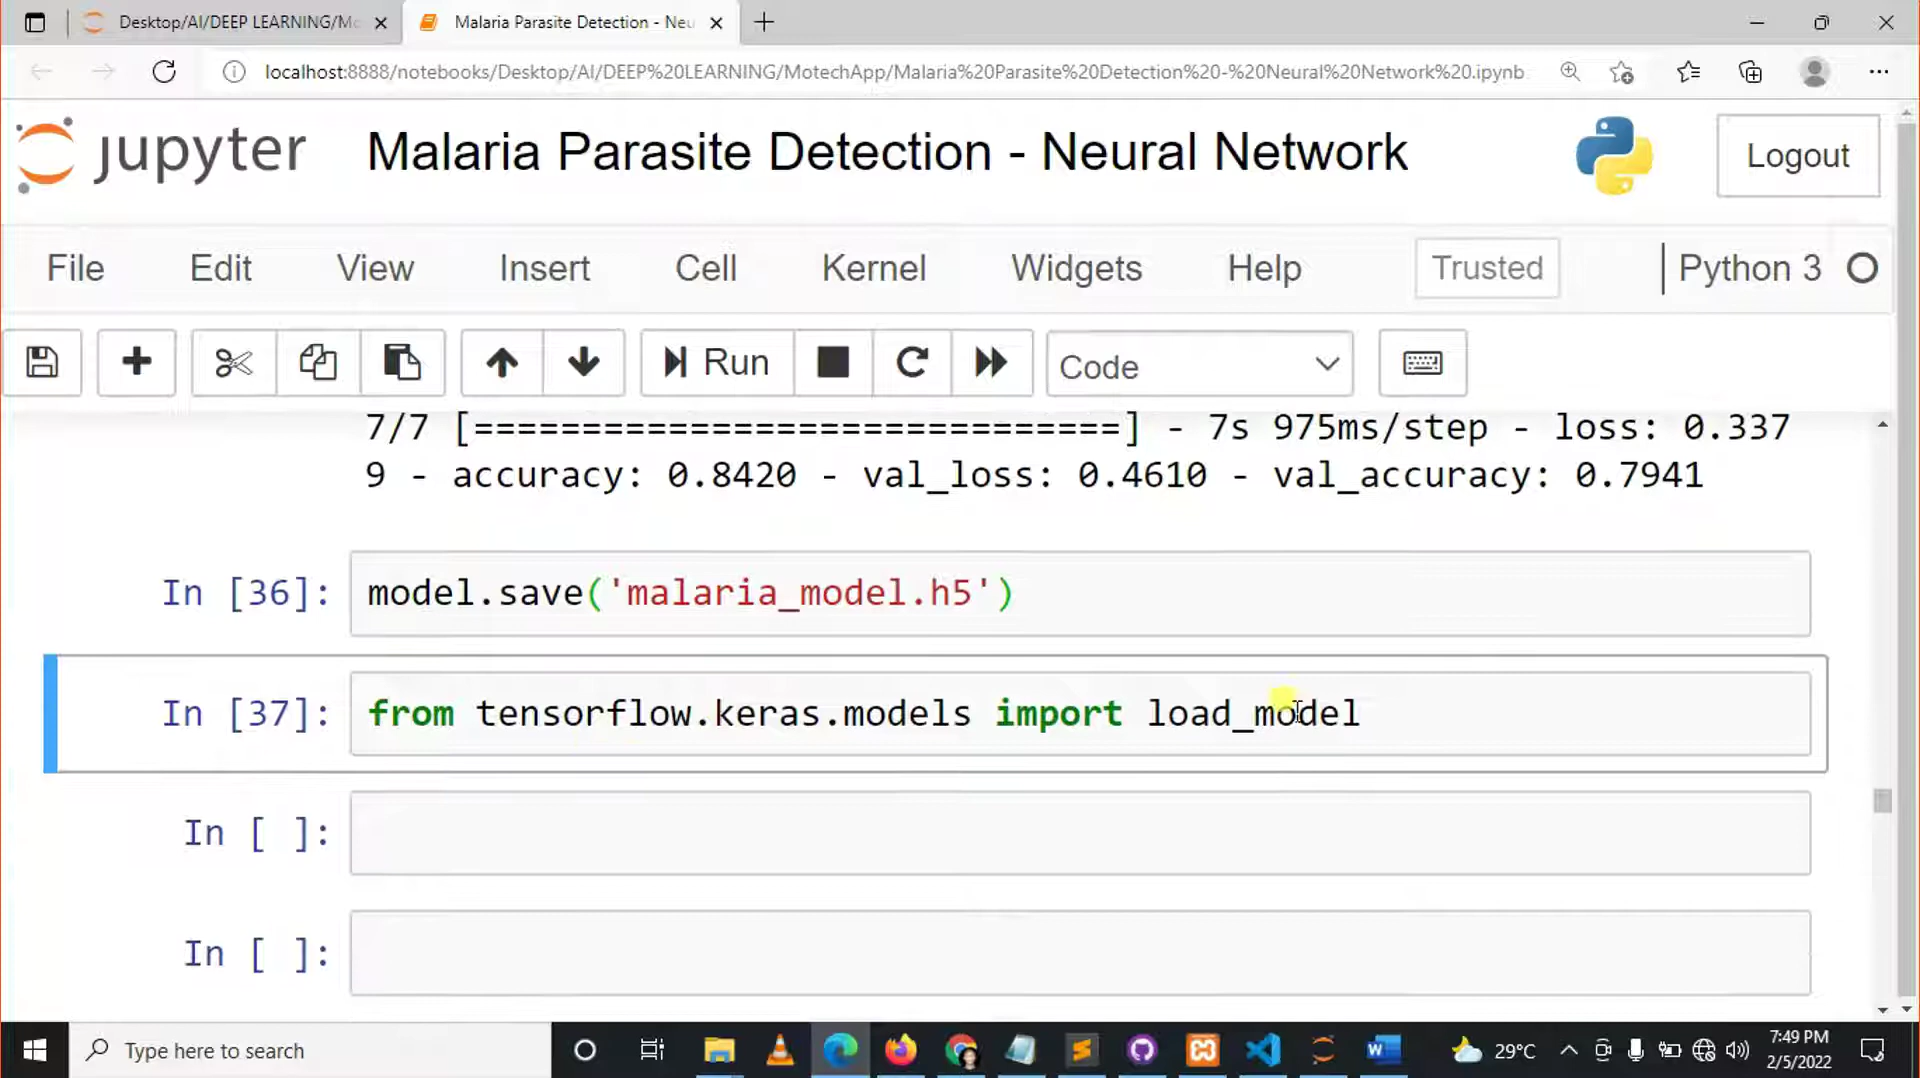 Desktop/AI/DEEP LEARNING/Mo
Malaria Parasite Detection - Neu
localhost:8888/notebooks/Desktop/AI/DEEP%20LEARNING/MotechApp/Malaria%20Parasite%20Detection%20-%20Neural%20Network%20.ipynb
jupyter
Malaria Parasite Detection - Neural Network
Logout
File Edit View Insert Cell Kernel Widgets Help Trusted Python 3
Run Code
7/7 [==============================] - 7s 975ms/step - loss: 0.337
9 - accuracy: 0.8420 - val_loss: 0.4610 - val_accuracy: 0.7941
In [36]: model.save('malaria_model.h5')
In [37]: from tensorflow.keras.models import load_model
In [ ]:
In [ ]:
Type here to search
29°C
7:49 PM
2/5/2022